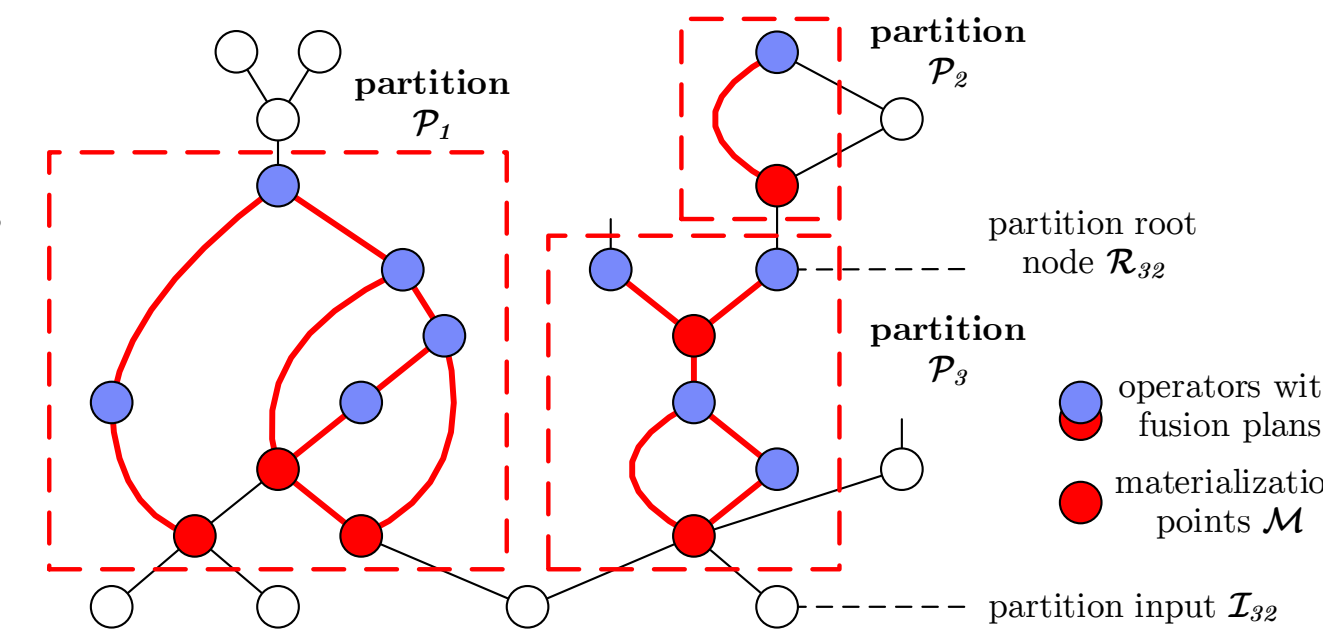 partition
𝓟₁
partition
𝓟₂
partition root
node 𝓡₃₂
partition
𝓟₃
operators wit
fusion plans
materializatio
points 𝓜
partition input 𝓘₃₂